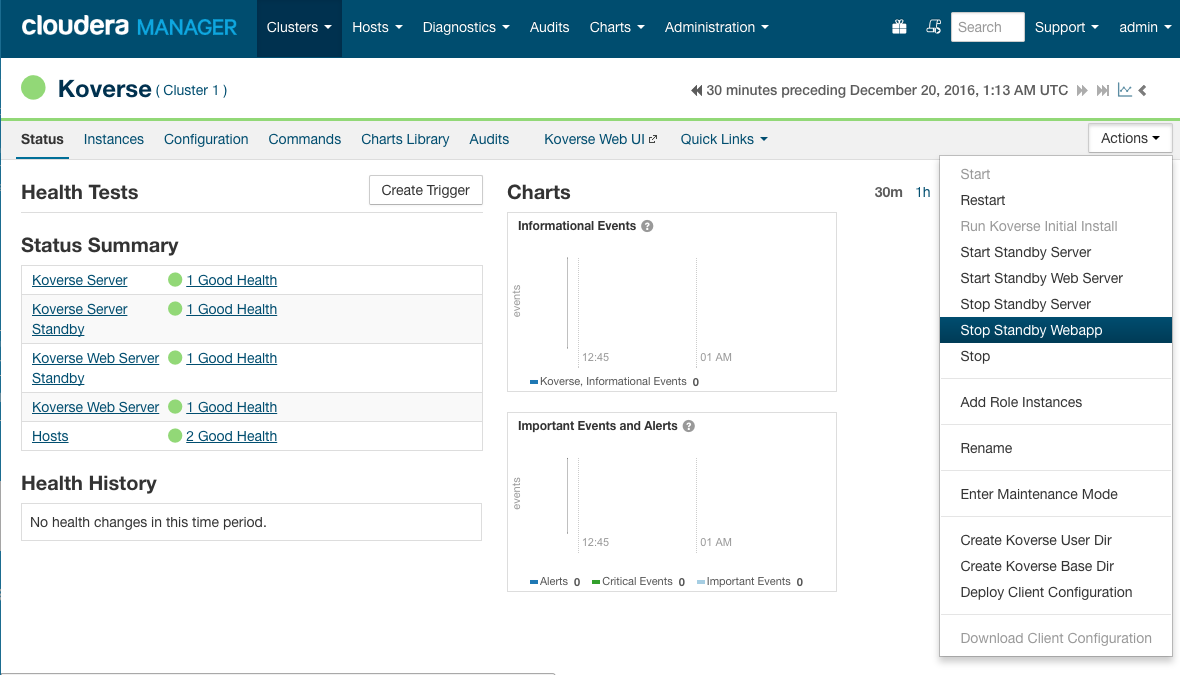 cloudera MANAGER Clusters Hosts Diagnostics Audits Charts Administration Search Support admin
Koverse ( Cluster 1 ) 30 minutes preceding December 20, 2016, 1:13 AM UTC
Status Instances Configuration Commands Charts Library Audits Koverse Web UI Quick Links Actions
Health Tests
Create Trigger
Status Summary
Koverse Server 1 Good Health
Koverse Server 1 Good Health
Standby
Koverse Web Server 1 Good Health
Standby
Koverse Web Server 1 Good Health
Hosts 2 Good Health
Health History
No health changes in this time period.
Charts 30m 1h
Informational Events ?
events
12:45 01 AM
Koverse, Informational Events 0
Important Events and Alerts ?
events
12:45 01 AM
Alerts 0 Critical Events 0 Important Events 0
Start
Restart
Run Koverse Initial Install
Start Standby Server
Start Standby Web Server
Stop Standby Server
Stop Standby Webapp
Stop
Add Role Instances
Rename
Enter Maintenance Mode
Create Koverse User Dir
Create Koverse Base Dir
Deploy Client Configuration
Download Client Configuration